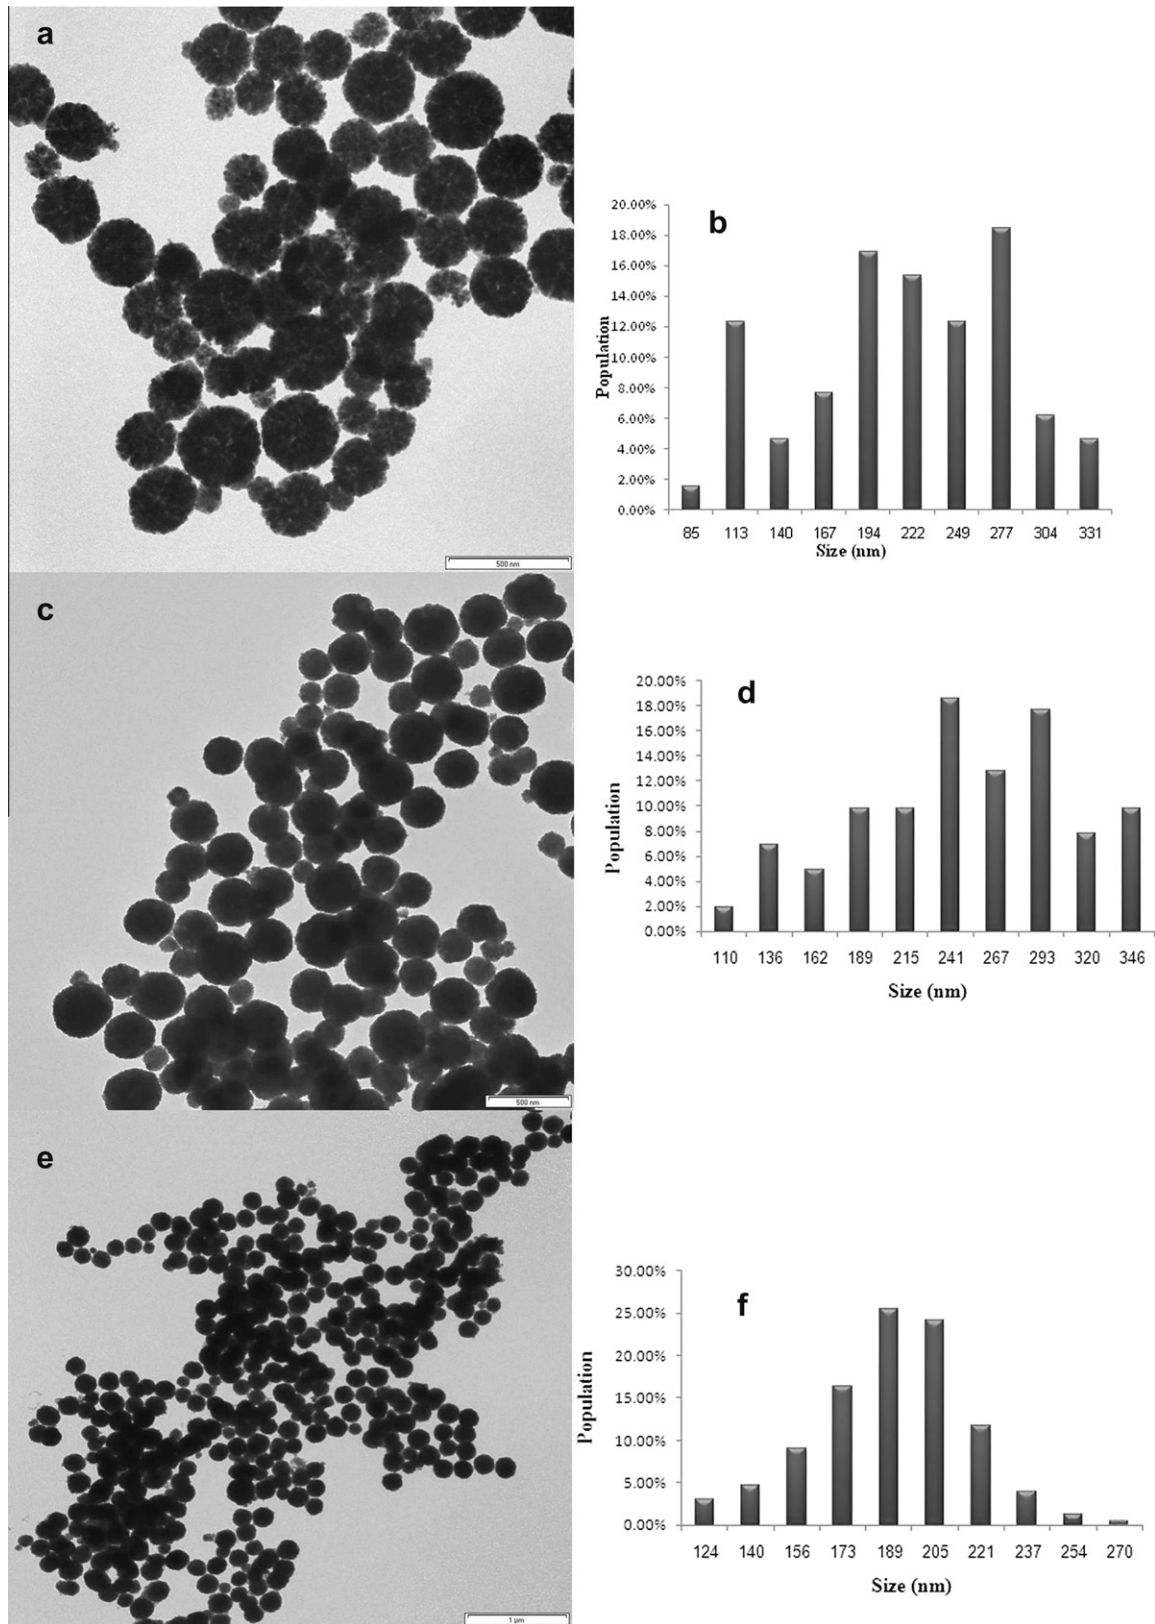 a
500 nm
b
20.00%
18.00%
16.00%
14.00%
12.00%
10.00%
8.00%
6.00%
4.00%
2.00%
0.00%
Population
85 113 140 167 194 222 249 277 304 331
Size (nm)
c
500 nm
d
20.00%
18.00%
16.00%
14.00%
12.00%
10.00%
8.00%
6.00%
4.00%
2.00%
0.00%
Population
110 136 162 189 215 241 267 293 320 346
Size (nm)
e
1 µm
f
30.00%
25.00%
20.00%
15.00%
10.00%
5.00%
0.00%
Population
124 140 156 173 189 205 221 237 254 270
Size (nm)